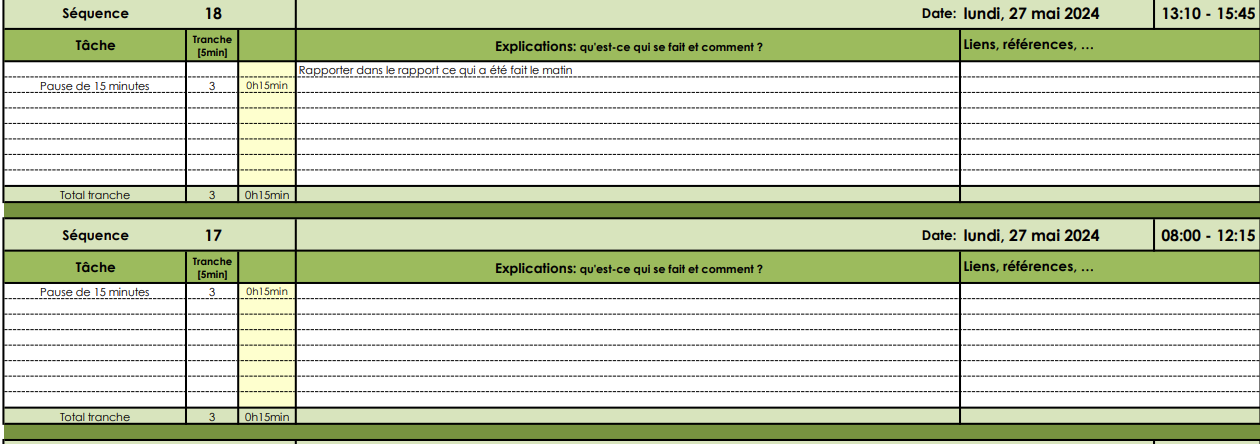 Séquence 18 Date: lundi, 27 mai 2024 13:10 - 15:45
Tâche Tranche [5min] Explications: qu'est-ce qui se fait et comment ? Liens, références, …
Rapporter dans le rapport ce qui a été fait le matin
Pause de 15 minutes 3 0h15min
Total tranche 3 0h15min
Séquence 17 Date: lundi, 27 mai 2024 08:00 - 12:15
Tâche Tranche [5min] Explications: qu'est-ce qui se fait et comment ? Liens, références, …
Pause de 15 minutes 3 0h15min
Total tranche 3 0h15min